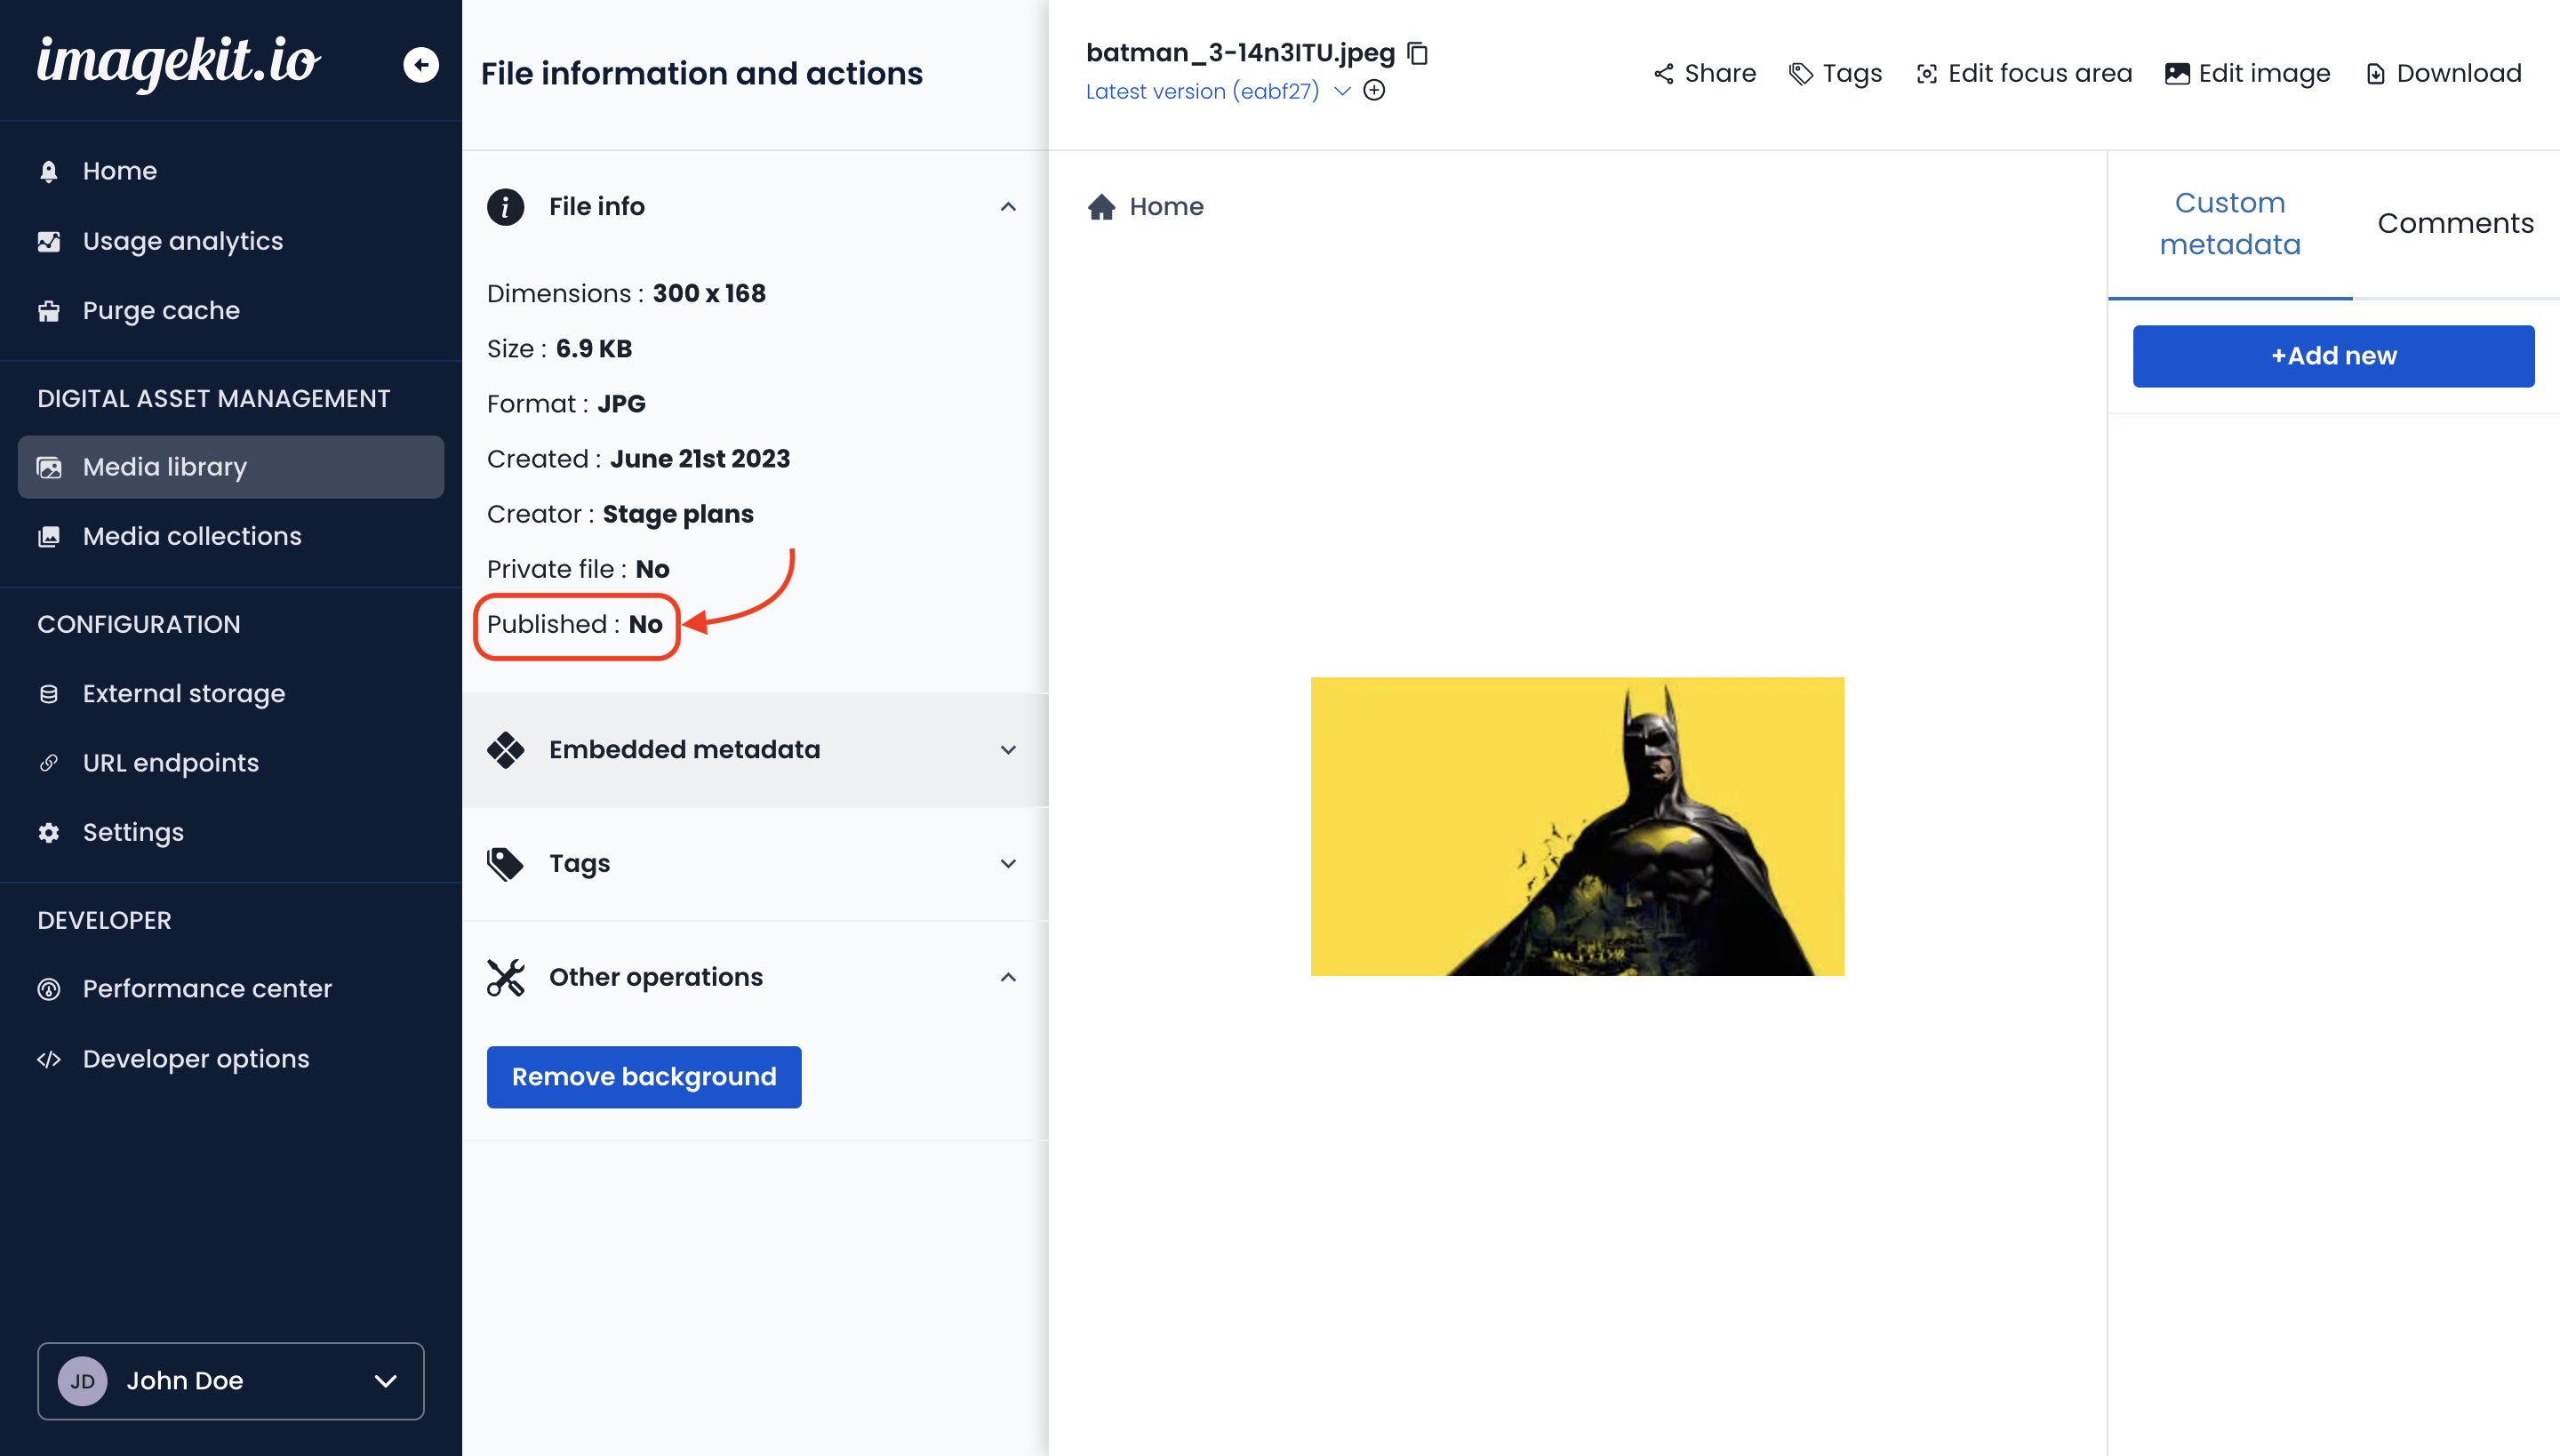 imagekit.io
Home
Usage analytics
Purge cache
DIGITAL ASSET MANAGEMENT
Media library
Media collections
CONFIGURATION
External storage
URL endpoints
Settings
DEVELOPER
Performance center
Developer options
JD John Doe
File information and actions
File info
Dimensions : 300 x 168
Size : 6.9 KB
Format : JPG
Created : June 21st 2023
Creator : Stage plans
Private file : No
Published : No
Embedded metadata
Tags
Other operations
Remove background
batman_3-14n3ITU.jpeg
Latest version (eabf27)
Share Tags Edit focus area Edit image Download
Home
Custom
metadata
Comments
+Add new